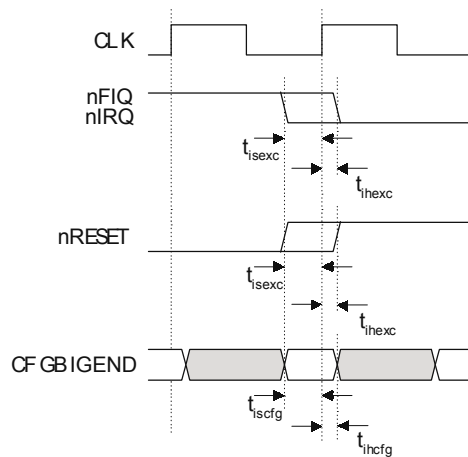 CLK
nFIQ
nIRQ
tisexc
tihexc
nRESET
tisexc
tihexc
CFGBIGEND
tiscfg
tihcfg